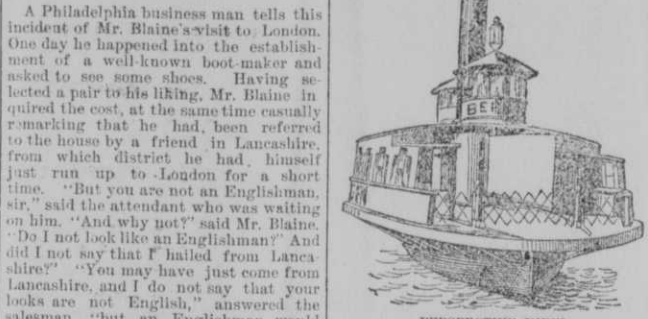 A Philadelphia business man tells this
incident of Mr. Blaine's visit to London.
One day he happened into the establish-
ment of a well-known boot-maker and
asked to see some shoes. Having se-
lected a pair to his liking, Mr. Blaine in
quired the cost, at the same time casually
remarking that he had been referred
to the house by a friend in Lancashire,
from which district he had himself
just run up to London for a short
time. "But you are not an Englishman,
sir," said the attendant who was waiting
on him. "And why not?" said Mr. Blaine.
"Do I not look like an Englishman?" And
did I not say that I hailed from Lanca-
shire?" "You may have just come from
Lancashire, and I do not say that your
looks are not English," answered the
salesman, "but an Englishman would
BEE